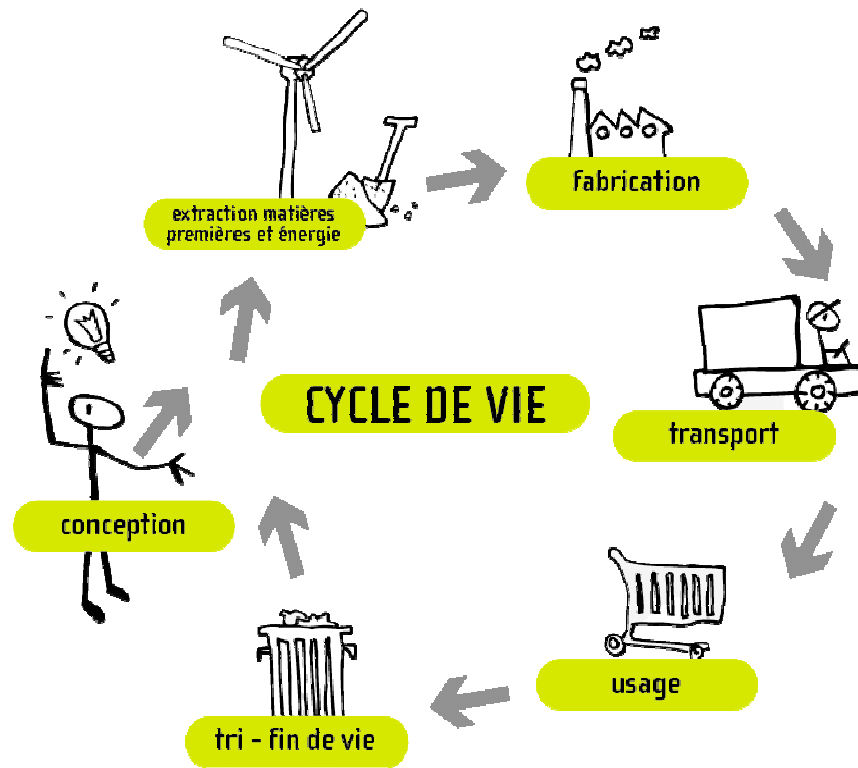 extraction matières
premières et énergie
fabrication
CYCLE DE VIE
transport
conception
usage
tri - fin de vie